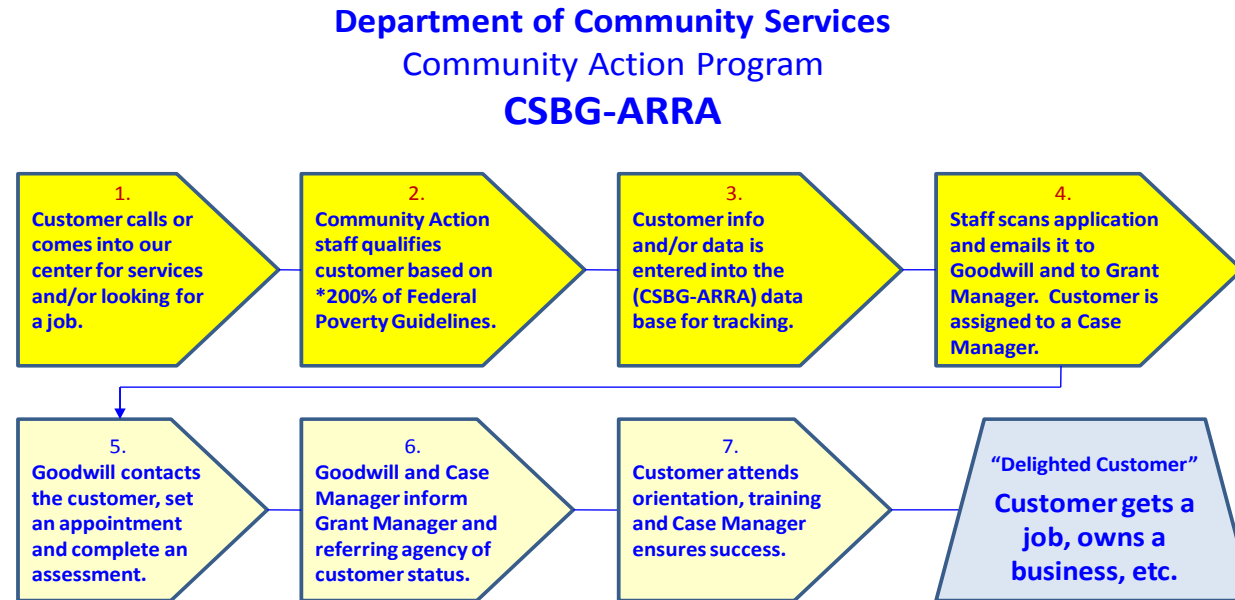 Department of Community Services
Community Action Program
CSBG-ARRA
1.
Customer calls or
comes into our
center for services
and/or looking for
a job.
2.
Community Action
staff qualifies
customer based on
*200% of Federal
Poverty Guidelines.
3.
Customer info
and/or data is
entered into the
(CSBG-ARRA) data
base for tracking.
4.
Staff scans application
and emails it to
Goodwill and to Grant
Manager.  Customer is
assigned to a Case
Manager.
5.
Goodwill contacts
the customer, set
an appointment
and complete an
assessment.
6.
Goodwill and Case
Manager inform
Grant Manager and
referring agency of
customer status.
7.
Customer attends
orientation, training
and Case Manager
ensures success.
“Delighted Customer”
Customer gets a
job, owns a
business, etc.